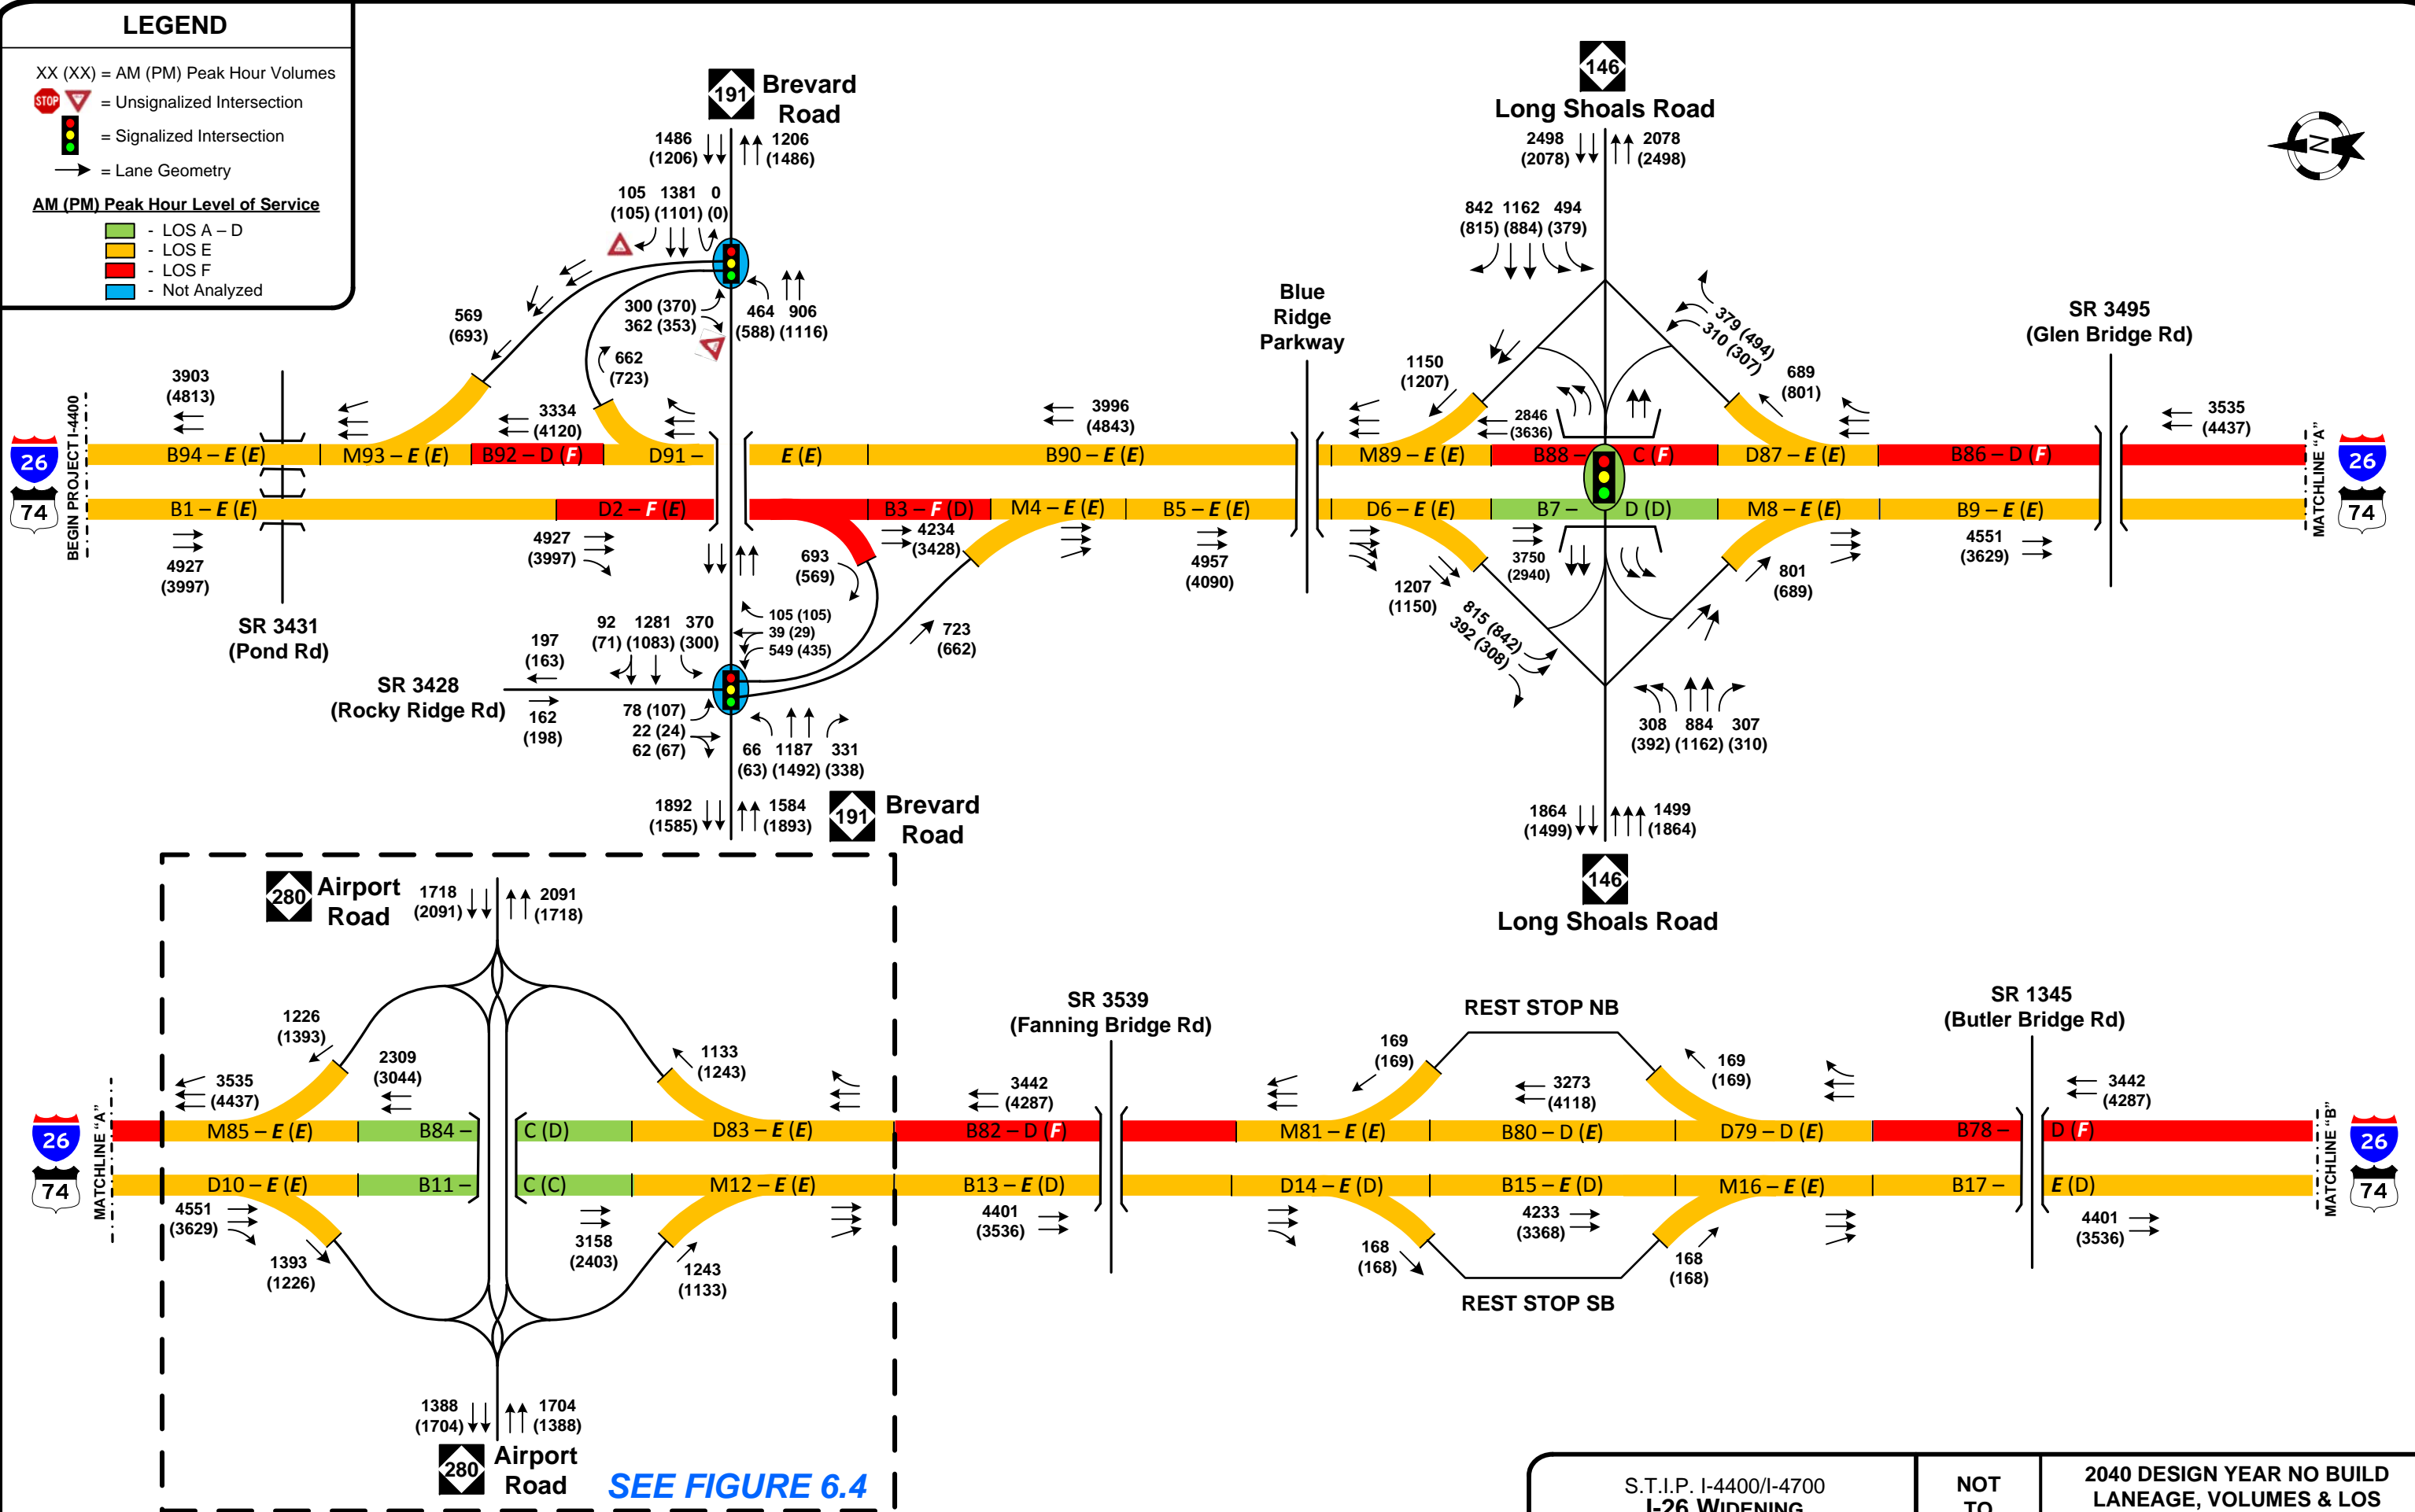 LEGEND
XX (XX) = AM (PM) Peak Hour Volumes
STOP = Unsignalized Intersection
= Signalized Intersection
= Lane Geometry
AM (PM) Peak Hour Level of Service
- LOS A – D
- LOS E
- LOS F
- Not Analyzed
191 Brevard
Road
1486
(1206)
1206
(1486)
105 1381 0
(105) (1101) (0)
300 (370)
362 (353)
464 906
(588) (1116)
569
(693)
662
(723)
146
Long Shoals Road
2498
(2078)
2078
(2498)
842 1162 494
(815) (884) (379)
379 (494)
310 (307)
N
Blue
Ridge
Parkway
1150
(1207)
689
(801)
SR 3495
(Glen Bridge Rd)
3903
(4813)
3334
(4120)
3996
(4843)
2846
(3636)
3535
(4437)
26
74
BEGIN PROJECT I-4400
B94 – E (E)
M93 – E (E)
B92 – D (F)
D91 –
E (E)
B90 – E (E)
M89 – E (E)
B88 –
C (F)
D87 – E (E)
B86 – D (F)
MATCHLINE "A"
26
74
B1 – E (E)
D2 – F (E)
B3 – F (D)
M4 – E (E)
B5 – E (E)
D6 – E (E)
B7 –
D (D)
M8 – E (E)
B9 – E (E)
4927
(3997)
4927
(3997)
693
(569)
4234
(3428)
4957
(4090)
3750
(2940)
4551
(3629)
1207
(1150)
815 (842)
392 (308)
801
(689)
SR 3431
(Pond Rd)
SR 3428
(Rocky Ridge Rd)
197
(163)
162
(198)
92 1281 370
(71) (1083) (300)
105 (105)
39 (29)
549 (435)
723
(662)
78 (107)
22 (24)
62 (67)
66 1187 331
(63) (1492) (338)
308 884 307
(392) (1162) (310)
1892
(1585)
1584
(1893)
191 Brevard
Road
1864
(1499)
1499
(1864)
146
Long Shoals Road
280 Airport
Road
1718
(2091)
2091
(1718)
1226
(1393)
2309
(3044)
3535
(4437)
1133
(1243)
SR 3539
(Fanning Bridge Rd)
3442
(4287)
REST STOP NB
169
(169)
3273
(4118)
169
(169)
SR 1345
(Butler Bridge Rd)
3442
(4287)
26
74
MATCHLINE "A"
M85 – E (E)
B84 –
C (D)
D83 – E (E)
B82 – D (F)
M81 – E (E)
B80 – D (E)
D79 – D (E)
B78 –
D (F)
MATCHLINE "B"
26
74
D10 – E (E)
B11 –
C (C)
M12 – E (E)
B13 – E (D)
D14 – E (D)
B15 – E (D)
M16 – E (E)
B17 –
E (D)
4551
(3629)
1393
(1226)
3158
(2403)
1243
(1133)
4401
(3536)
168
(168)
4233
(3368)
168
(168)
4401
(3536)
REST STOP SB
1388
(1704)
1704
(1388)
280 Airport
Road
SEE FIGURE 6.4
S.T.I.P. I-4400/I-4700
I-26 WIDENING
NOT
TO
2040 DESIGN YEAR NO BUILD
LANEAGE, VOLUMES & LOS